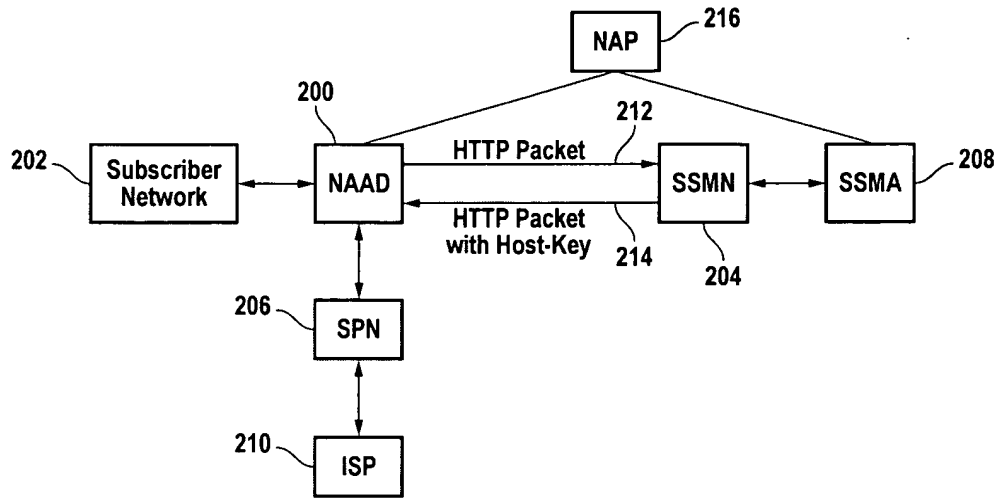 NAP
216
200
212
202
Subscriber
Network
NAAD
HTTP Packet
SSMN
SSMA
208
HTTP Packet
with Host-Key
214
204
206
SPN
210
ISP